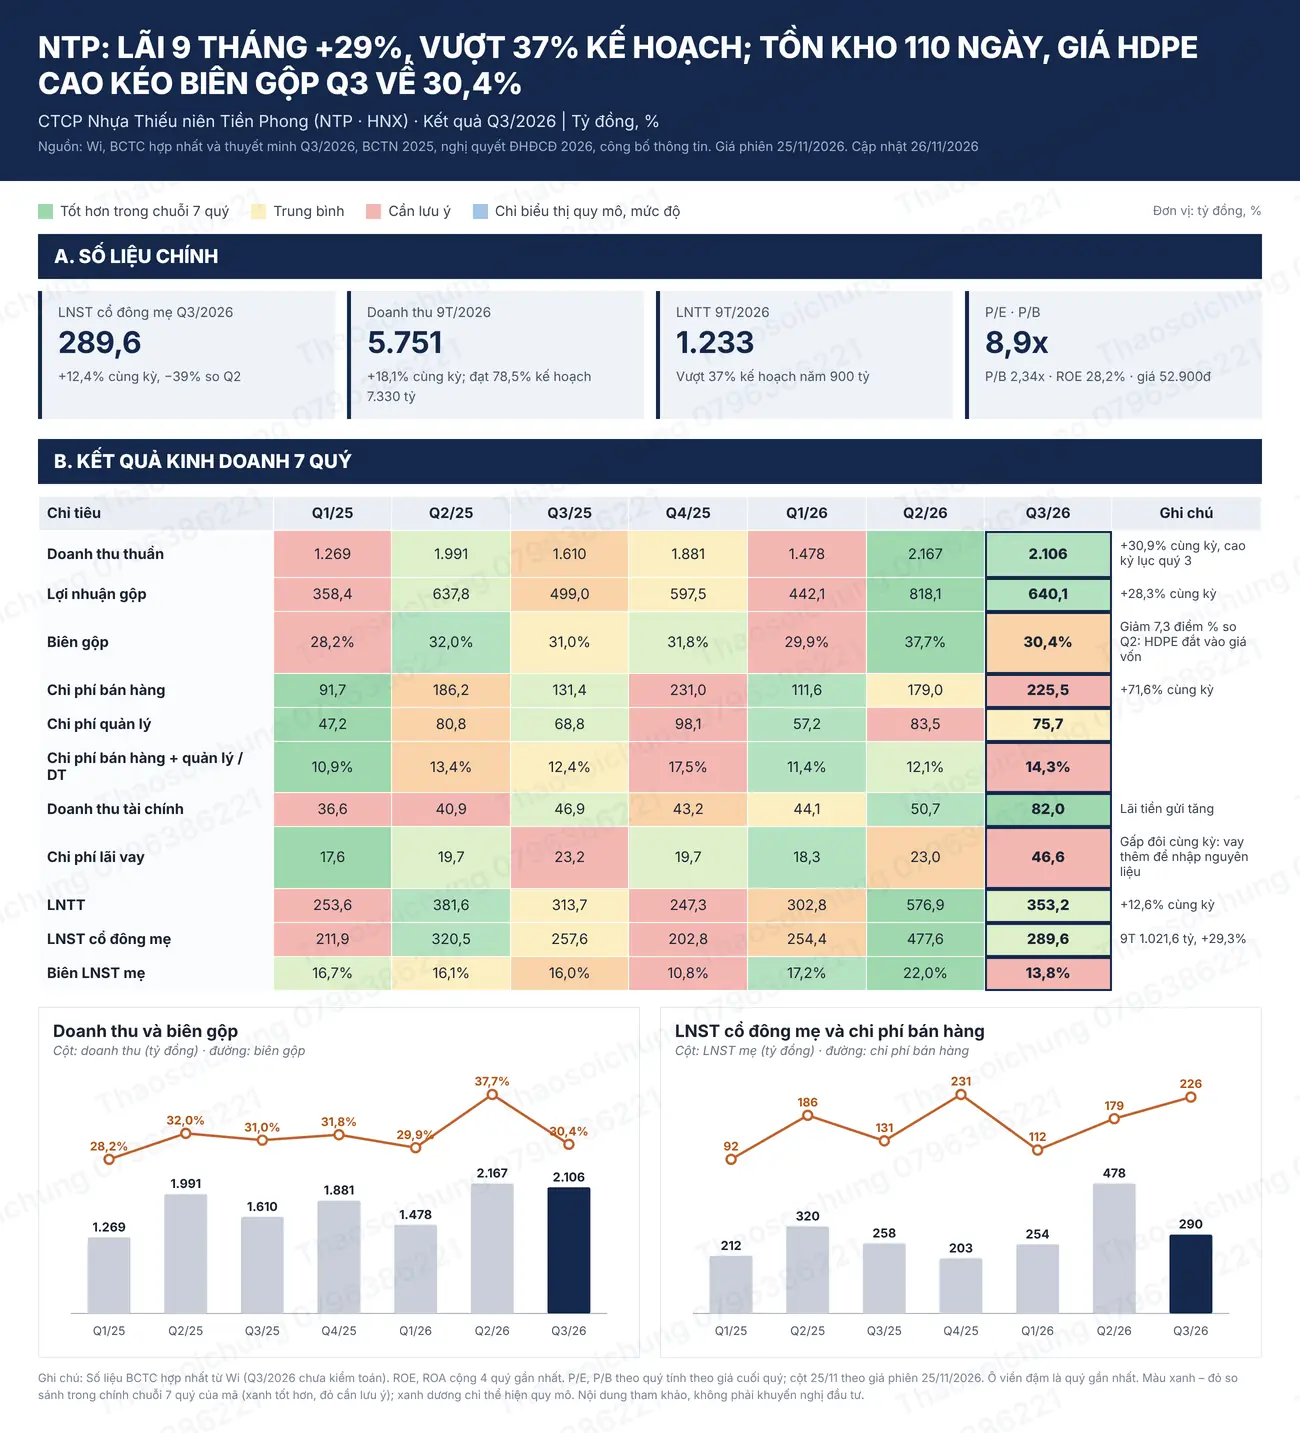 NTP: LÃI 9 THÁNG +29%, VƯỢT 37% KẾ HOẠCH; TỒN KHO 110 NGÀY, GIÁ HDPE
CAO KÉO BIÊN GỘP Q3 VỀ 30,4%
CTCP Nhựa Thiếu niên Tiền Phong (NTP · HNX) · Kết quả Q3/2026 | Tỷ đồng, %
Nguồn: Wi, BCTC hợp nhất và thuyết minh Q3/2026, BCTN 2025, nghị quyết ĐHĐCĐ 2026, công bố thông tin. Giá phiên 25/11/2026. Cập nhật 26/11/2026
Tốt hơn trong chuỗi 7 quý Trung bình Cần lưu ý Chỉ biểu thị quy mô, mức độ Đơn vị: tỷ đồng, %
A. SỐ LIỆU CHÍNH
LNST cổ đông mẹ Q3/2026
289,6
+12,4% cùng kỳ, −39% so Q2
Doanh thu 9T/2026
5.751
+18,1% cùng kỳ; đạt 78,5% kế hoạch
7.330 tỷ
LNTT 9T/2026
1.233
Vượt 37% kế hoạch năm 900 tỷ
P/E · P/B
8,9x
P/B 2,34x · ROE 28,2% · giá 52.900đ
B. KẾT QUẢ KINH DOANH 7 QUÝ
Chỉ tiêu Q1/25 Q2/25 Q3/25 Q4/25 Q1/26 Q2/26 Q3/26 Ghi chú
Doanh thu thuần 1.269 1.991 1.610 1.881 1.478 2.167 2.106 +30,9% cùng kỳ, cao
kỷ lục quý 3
Lợi nhuận gộp 358,4 637,8 499,0 597,5 442,1 818,1 640,1 +28,3% cùng kỳ
Biên gộp 28,2% 32,0% 31,0% 31,8% 29,9% 37,7% 30,4% Giảm 7,3 điểm % so
Q2: HDPE đắt vào giá
vốn
Chi phí bán hàng 91,7 186,2 131,4 231,0 111,6 179,0 225,5 +71,6% cùng kỳ
Chi phí quản lý 47,2 80,8 68,8 98,1 57,2 83,5 75,7
Chi phí bán hàng + quản lý /
DT 10,9% 13,4% 12,4% 17,5% 11,4% 12,1% 14,3%
Doanh thu tài chính 36,6 40,9 46,9 43,2 44,1 50,7 82,0 Lãi tiền gửi tăng
Chi phí lãi vay 17,6 19,7 23,2 19,7 18,3 23,0 46,6 Gấp đôi cùng kỳ: vay
thêm để nhập nguyên
liệu
LNTT 253,6 381,6 313,7 247,3 302,8 576,9 353,2 +12,6% cùng kỳ
LNST cổ đông mẹ 211,9 320,5 257,6 202,8 254,4 477,6 289,6 9T 1.021,6 tỷ, +29,3%
Biên LNST mẹ 16,7% 16,1% 16,0% 10,8% 17,2% 22,0% 13,8%
Doanh thu và biên gộp
Cột: doanh thu (tỷ đồng) · đường: biên gộp
28,2% 32,0% 31,0% 31,8% 29,9% 37,7% 30,4%
1.269 1.991 1.610 1.881 1.478 2.167 2.106
Q1/25 Q2/25 Q3/25 Q4/25 Q1/26 Q2/26 Q3/26
LNST cổ đông mẹ và chi phí bán hàng
Cột: LNST mẹ (tỷ đồng) · đường: chi phí bán hàng
92 186 131 231 112 179 226
212 320 258 203 254 478 290
Q1/25 Q2/25 Q3/25 Q4/25 Q1/26 Q2/26 Q3/26
Ghi chú: Số liệu BCTC hợp nhất từ Wi (Q3/2026 chưa kiểm toán). ROE, ROA cộng 4 quý gần nhất. P/E, P/B theo quý tính theo giá cuối quý; cột 25/11 theo giá phiên 25/11/2026. Ô viền đậm là quý gần nhất. Màu xanh – đỏ so
sánh trong chính chuỗi 7 quý của mã (xanh tốt hơn, đỏ cần lưu ý); xanh dương chỉ thể hiện quy mô. Nội dung tham khảo, không phải khuyến nghị đầu tư.
Thaosoichung 0796386221